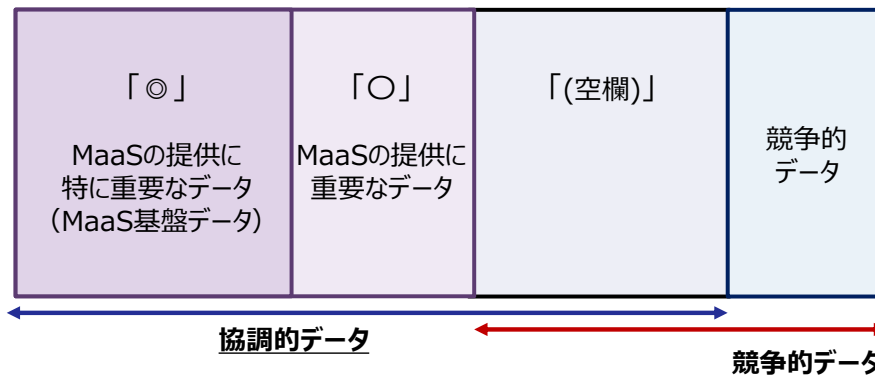 「◎」
MaaSの提供に
特に重要なデータ
（MaaS基盤データ）
「〇」
MaaSの提供に
重要なデータ
「(空欄)」
競争的
データ
協調的データ
競争的データ